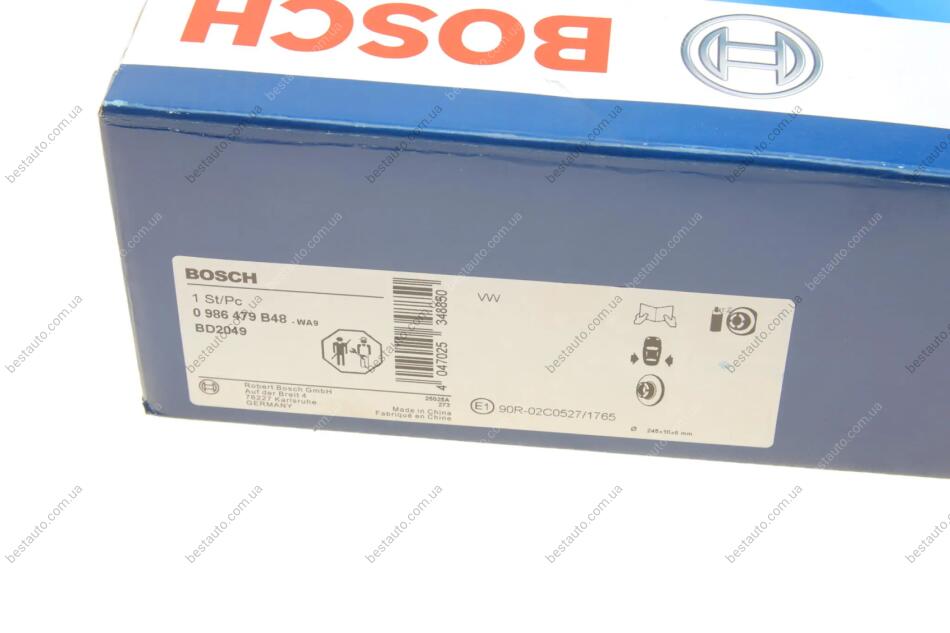 BOSCH
BOSCH
1 St/Pc
0 986 479 B48 - WA9
BD2049
4 047025 348850
VW
Robert Bosch GmbH
Auf der Breit 4
76227 Karlsruhe
GERMANY
273
Made in China
Fabriqué en Chine
E1 90R-02C0527/1765
bestauto.com.ua